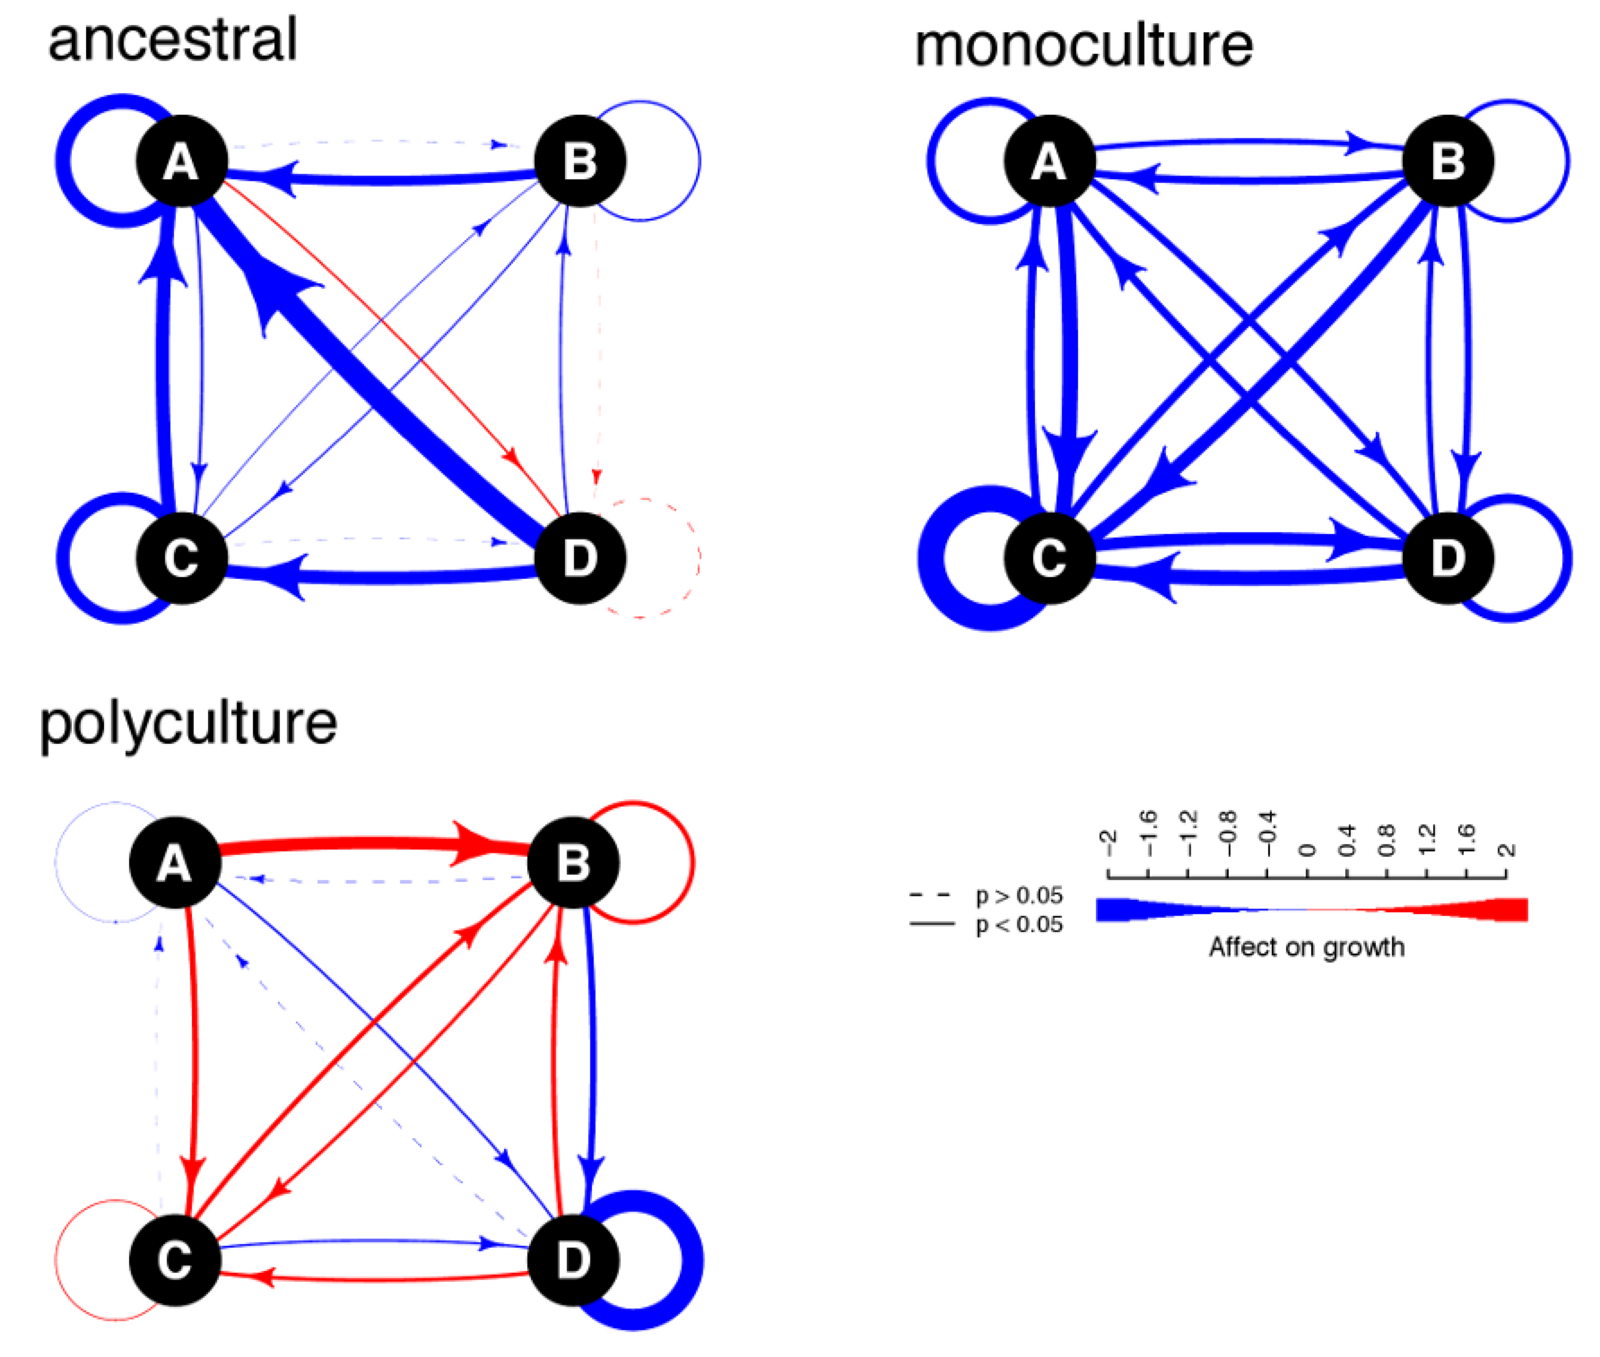 ancestral
monoculture
A
B
A
B
C
D
C
D
polyculture
A
B
-2
-1.6
-1.2
-0.8
-0.4
0
0.4
0.8
1.2
1.6
2
p > 0.05
p < 0.05
Affect on growth
C
D